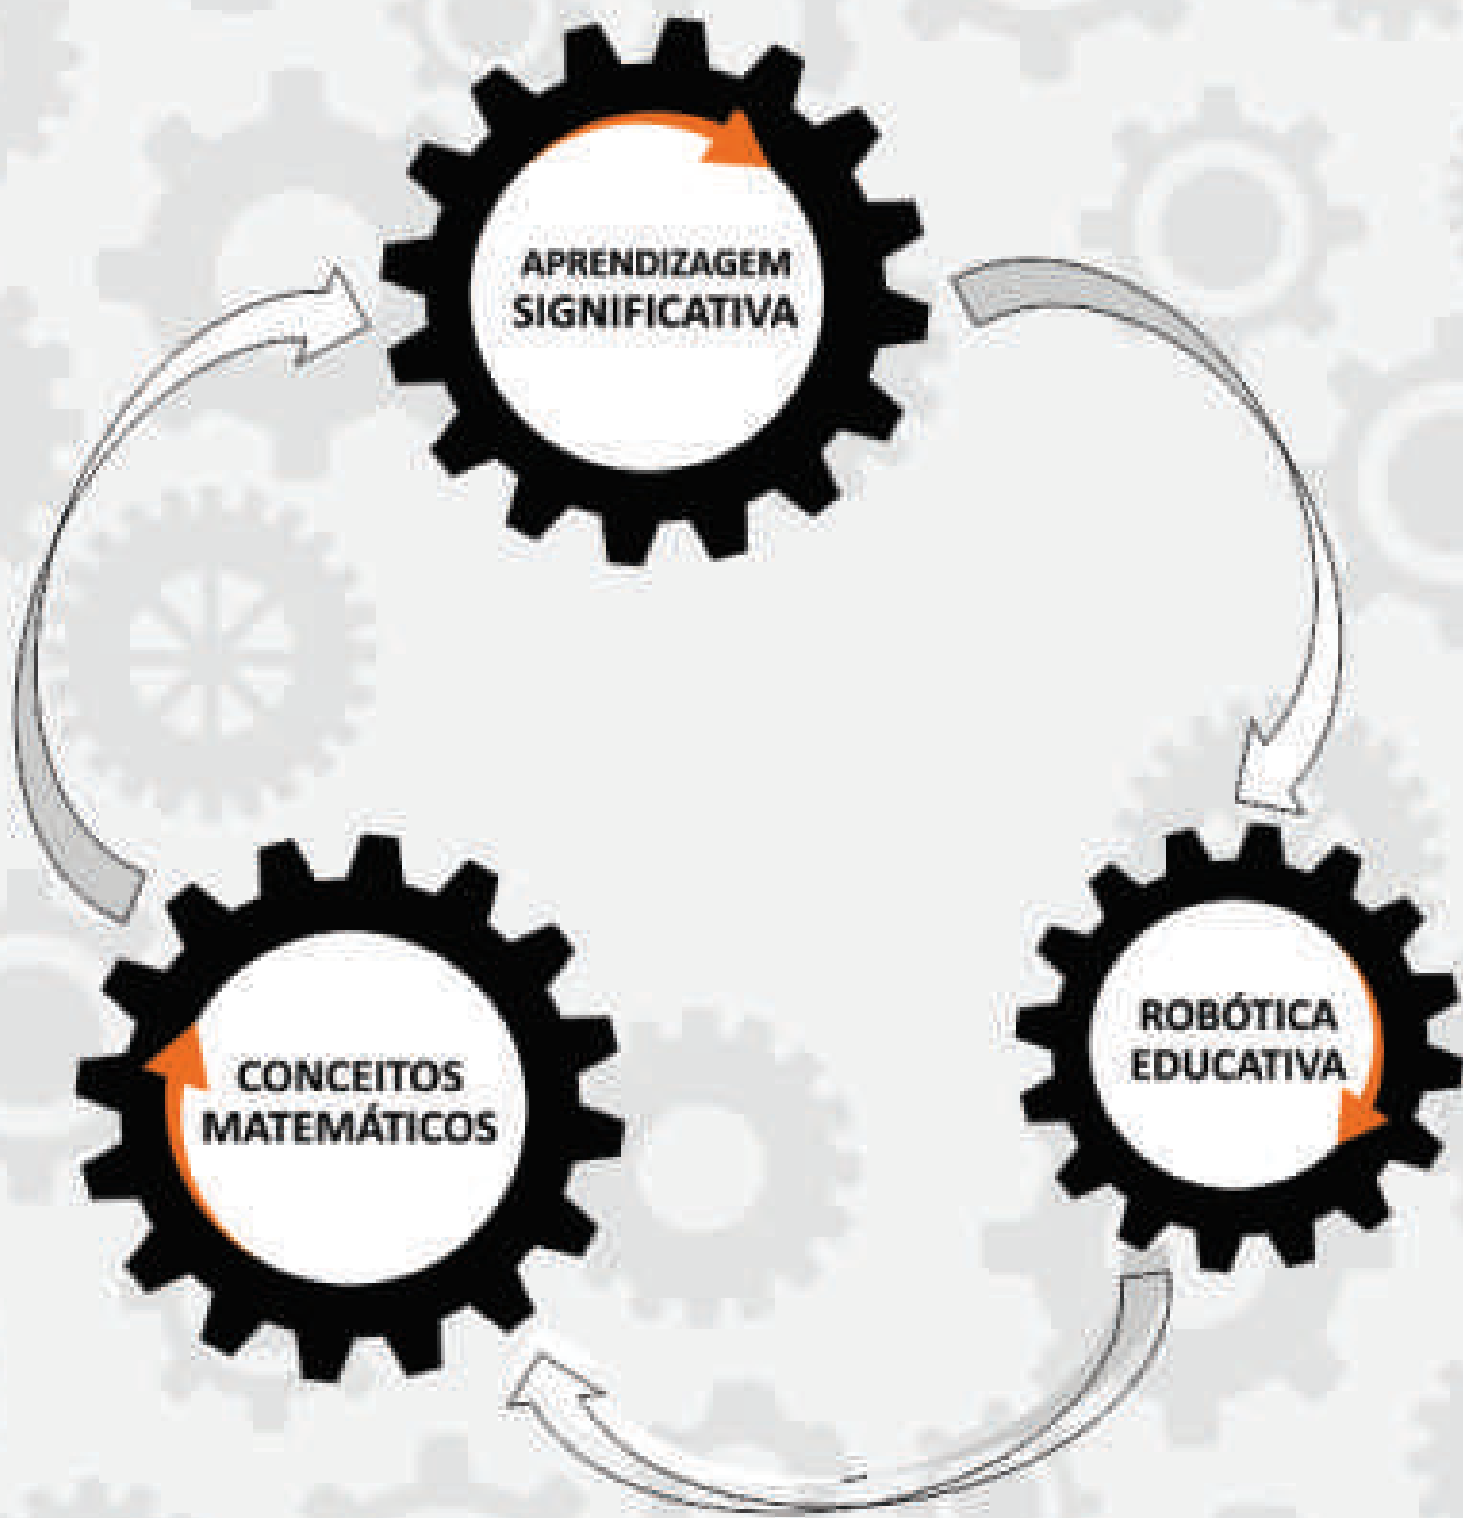 APRENDIZAGEM
SIGNIFICATIVA
ROBÓTICA
EDUCATIVA
CONCEITOS
MATEMÁTICOS